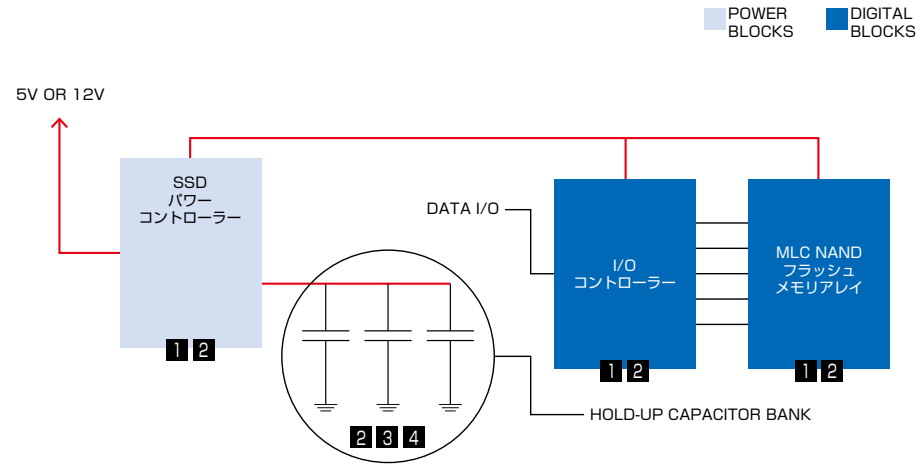 POWER
BLOCKS
DIGITAL
BLOCKS
5V OR 12V
SSD
パワー
コントローラー
1 2
DATA I/O
I/O
コントローラー
1 2
MLC NAND
フラッシュ
メモリアレイ
1 2
2 3 4
HOLD-UP CAPACITOR BANK